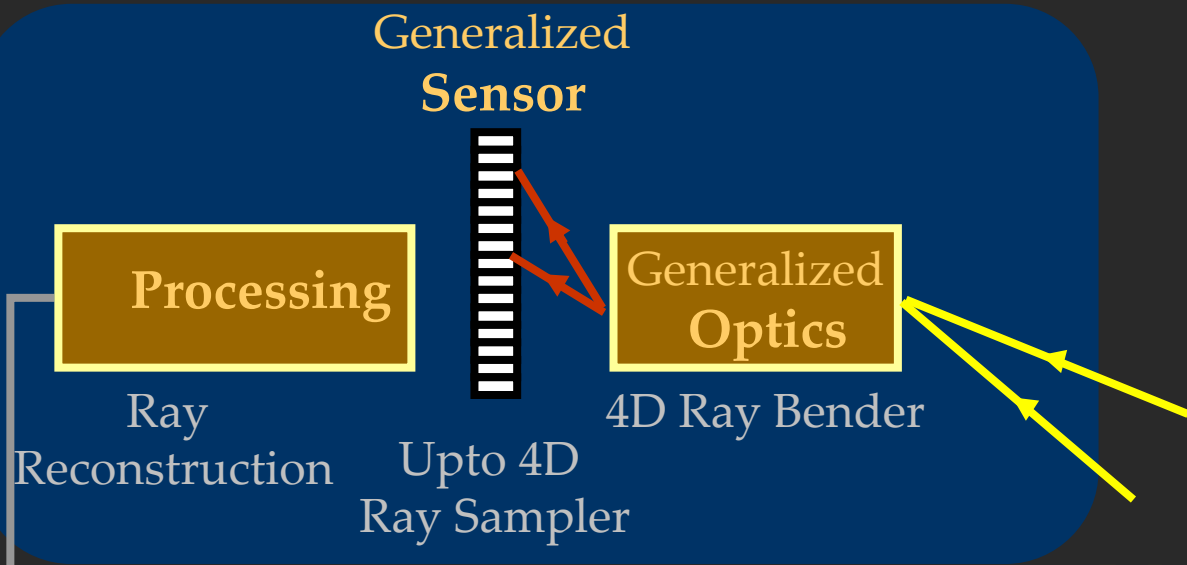 Generalized
Sensor
Processing
Generalized
Optics
Ray
Reconstruction
Upto 4D
Ray Sampler
4D Ray Bender